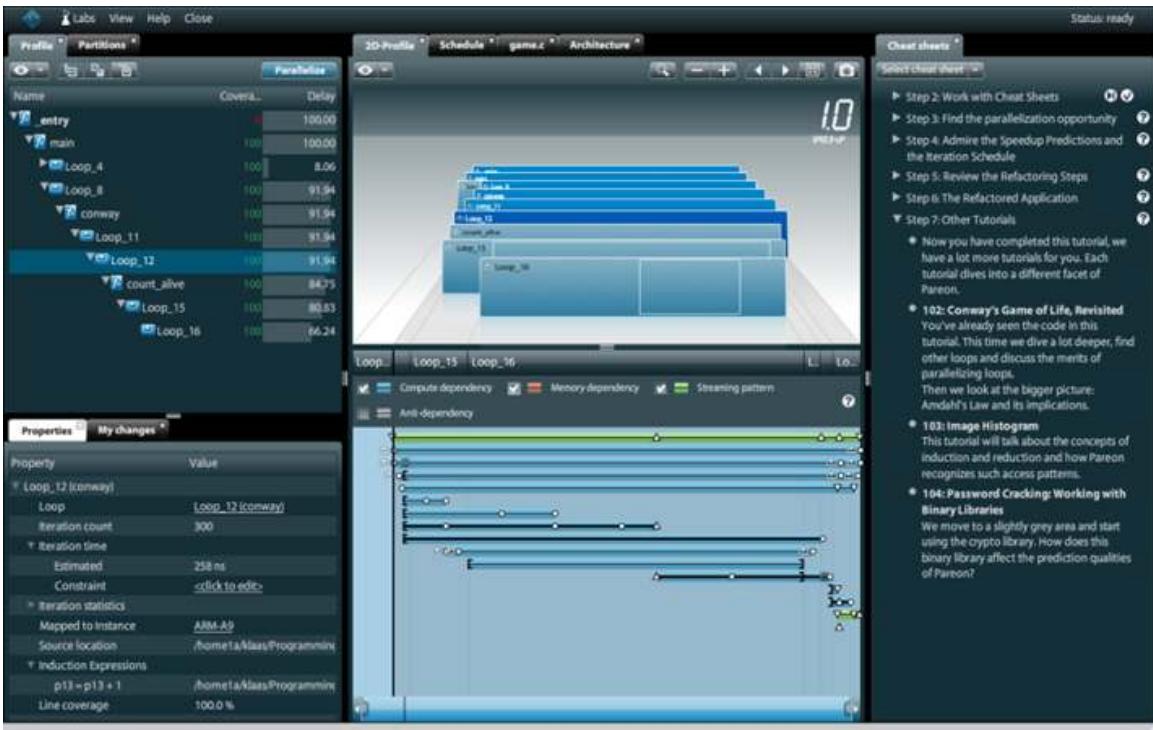 Labs View Help Close
Status: ready
Profile
Partitions
Parallelize
Name Covera... Delay
_entry 100.00
main 100 100.00
Loop_4 100 8.06
Loop_8 100 91.94
conway 100 91.94
Loop_11 100 91.94
Loop_12 100 91.94
count_alive 100 84.75
Loop_15 100 80.63
Loop_16 100 66.24
Properties
My changes
Property Value
Loop_12 (conway)
Loop Loop_12 (conway)
Iteration count 300
Iteration time
Estimated 258 ns
Constraint <click to edit>
Iteration statistics
Mapped to Instance ARM-A9
Source location /home1a/klaas/Programming
Induction Expressions
p13 = p13 + 1 /home1a/klaas/Programming
Line coverage 100.0 %
2D-Profile
Schedule
game.c
Architecture
1.0
Loop_12
count_alive
Loop_15
Loop_16
Loop... Loop_15 Loop_16 L... Lo...
Compute dependency Memory dependency Streaming pattern
Anti-dependency
Cheat sheets
Select cheat sheet
Step 2: Work with Cheat Sheets
Step 3: Find the parallelization opportunity
Step 4: Admire the Speedup Predictions and
the Iteration Schedule
Step 5: Review the Refactoring Steps
Step 6: The Refactored Application
Step 7: Other Tutorials
Now you have completed this tutorial, we
have a lot more tutorials for you. Each
tutorial dives into a different facet of
Pareon.
102: Conway's Game of Life, Revisited
You've already seen the code in this
tutorial. This time we dive a lot deeper, find
other loops and discuss the merits of
parallelizing loops.
Then we look at the bigger picture:
Amdahl's Law and its implications.
103: Image Histogram
This tutorial will talk about the concepts of
induction and reduction and how Pareon
recognizes such access patterns.
104: Password Cracking: Working with
Binary Libraries
We move to a slightly grey area and start
using the crypto library. How does this
binary library affect the prediction qualities
of Pareon?